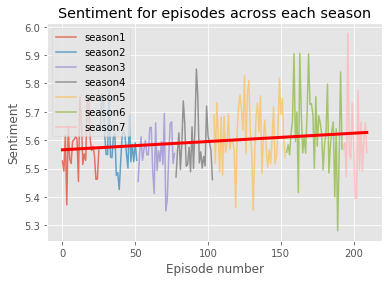 Sentiment for episodes across each season
6.0
5.9
5.8
5.7
5.6
5.5
5.4
5.3
Sentiment
season1
season2
season3
season4
season5
season6
season7
0 50 100 150 200
Episode number